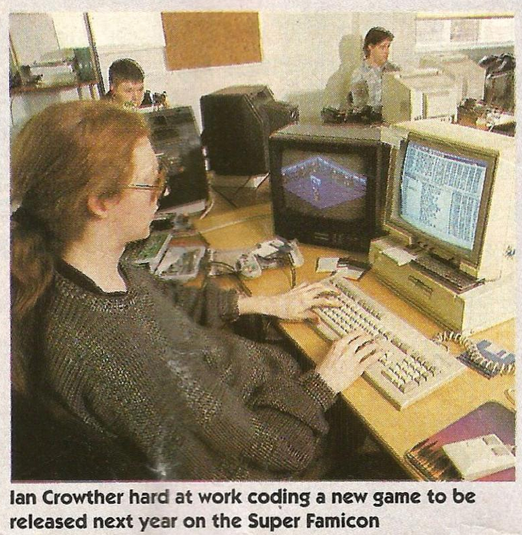 Ian Crowther hard at work coding a new game to be
released next year on the Super Famicon